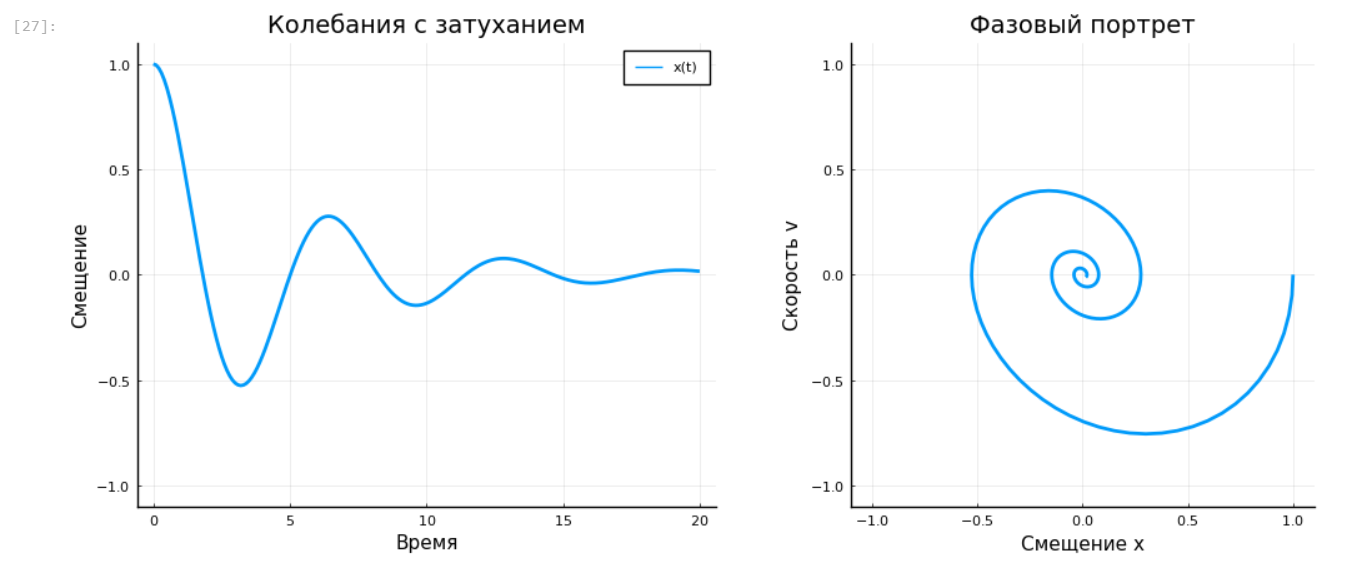 [27]:
Колебания с затуханием
x(t)
1.0
0.5
0.0
−0.5
−1.0
0 5 10 15 20
Смещение
Время
Фазовый портрет
1.0
0.5
0.0
−0.5
−1.0
−1.0 −0.5 0.0 0.5 1.0
Скорость v
Смещение x